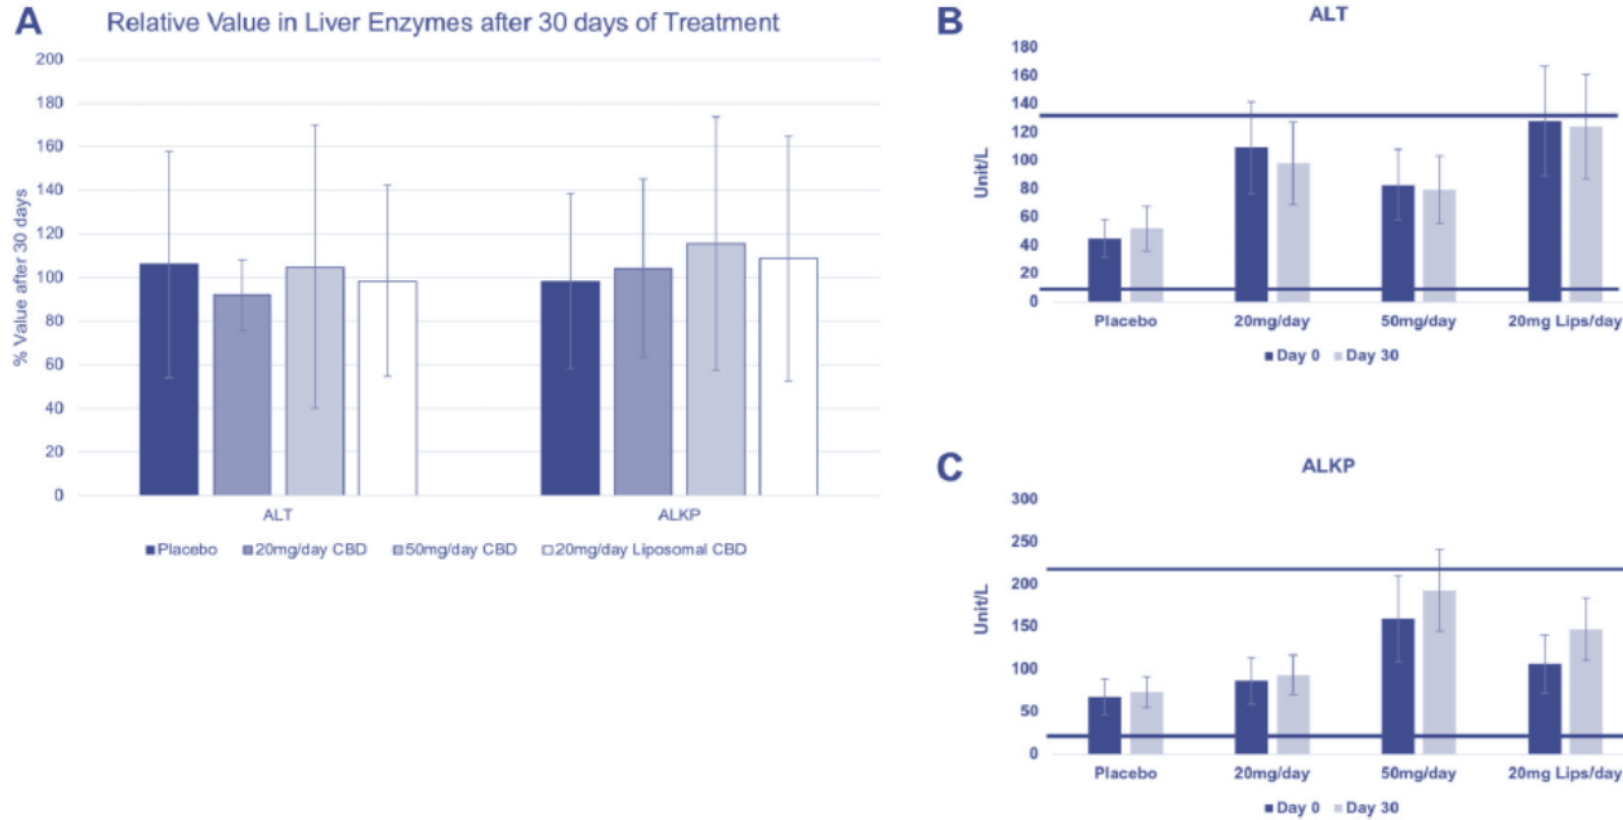 A
Relative Value in Liver Enzymes after 30 days of Treatment
200
180
160
140
120
100
80
60
40
20
0
% Value after 30 days
ALT
ALKP
Placebo
20mg/day CBD
50mg/day CBD
20mg/day Liposomal CBD
B
ALT
180
160
140
120
100
80
60
40
20
0
Unit/L
Placebo
20mg/day
50mg/day
20mg Lips/day
Day 0
Day 30
C
ALKP
300
250
200
150
100
50
0
Unit/L
Placebo
20mg/day
50mg/day
20mg Lips/day
Day 0
Day 30